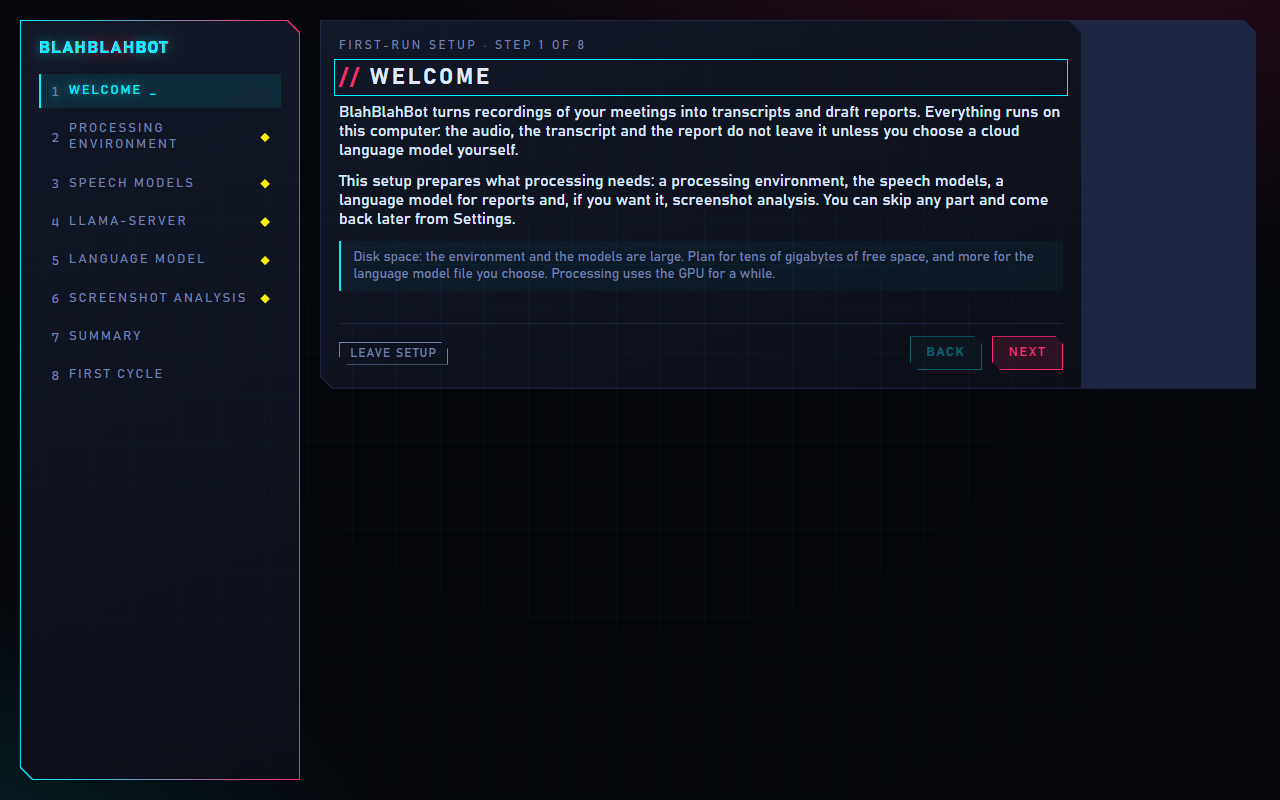 BLAHBLAHBOT
1 WELCOME _
2 PROCESSING
ENVIRONMENT
3 SPEECH MODELS
4 LLAMA-SERVER
5 LANGUAGE MODEL
6 SCREENSHOT ANALYSIS
7 SUMMARY
8 FIRST CYCLE
FIRST-RUN SETUP · STEP 1 OF 8
// WELCOME
BlahBlahBot turns recordings of your meetings into transcripts and draft reports. Everything runs on
this computer: the audio, the transcript and the report do not leave it unless you choose a cloud
language model yourself.
This setup prepares what processing needs: a processing environment, the speech models, a
language model for reports and, if you want it, screenshot analysis. You can skip any part and come
back later from Settings.
Disk space: the environment and the models are large. Plan for tens of gigabytes of free space, and more for the
language model file you choose. Processing uses the GPU for a while.
LEAVE SETUP
BACK
NEXT